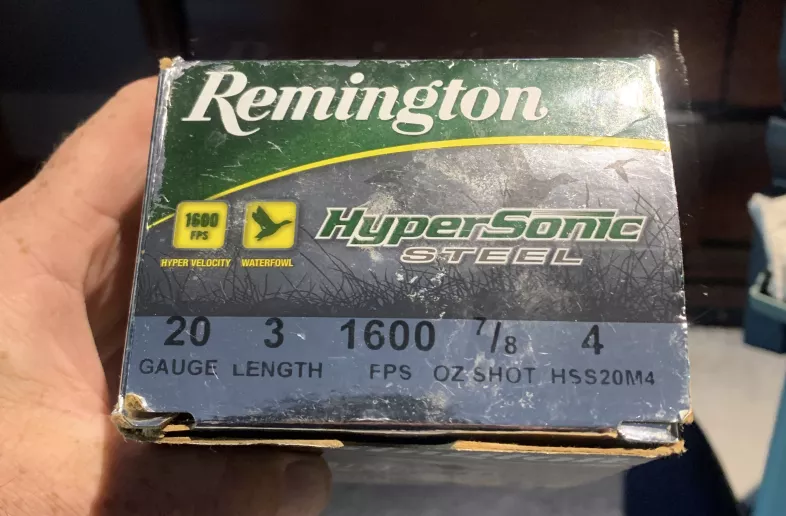 Remington
1600
FPS
HYPER VELOCITY WATERFOWL
HyperSonic
STEEL
20 3 1600 7/8 4
GAUGE LENGTH FPS OZ SHOT HSS20M4